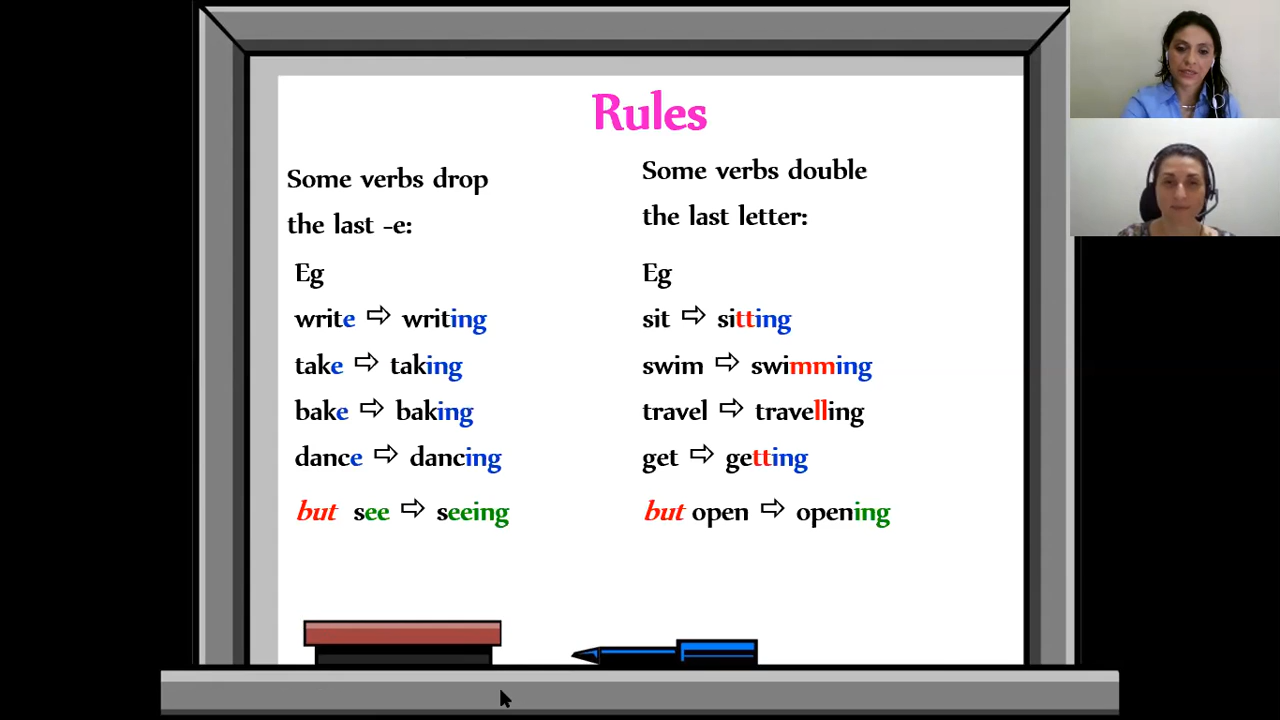 Rules
Some verbs drop
the last -e:
Eg
write ⇨ writing
take ⇨ taking
bake ⇨ baking
dance ⇨ dancing
but see ⇨ seeing
Some verbs double
the last letter:
Eg
sit ⇨ sitting
swim ⇨ swimming
travel ⇨ travelling
get ⇨ getting
but open ⇨ opening